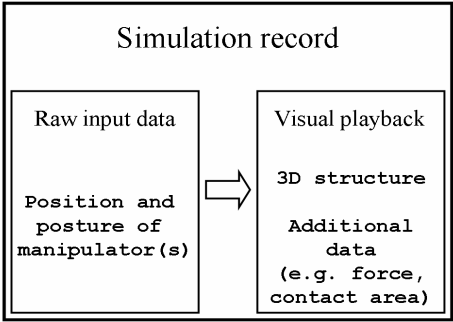 Simulation record
Raw input data
Position and
posture of
manipulator(s)
Visual playback
3D structure
Additional
data
(e.g. force,
contact area)